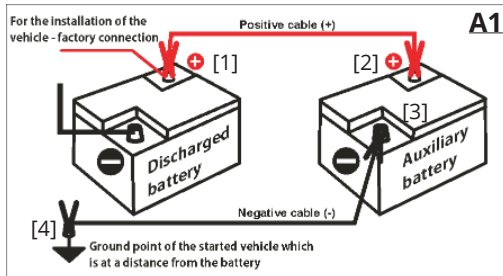 For the installation of the
vehicle - factory connection
Positive cable (+)
A1
[1]
[2]
[3]
Discharged
battery
Auxiliary
battery
[4]
Negative cable (-)
Ground point of the started vehicle which
is at a distance from the battery